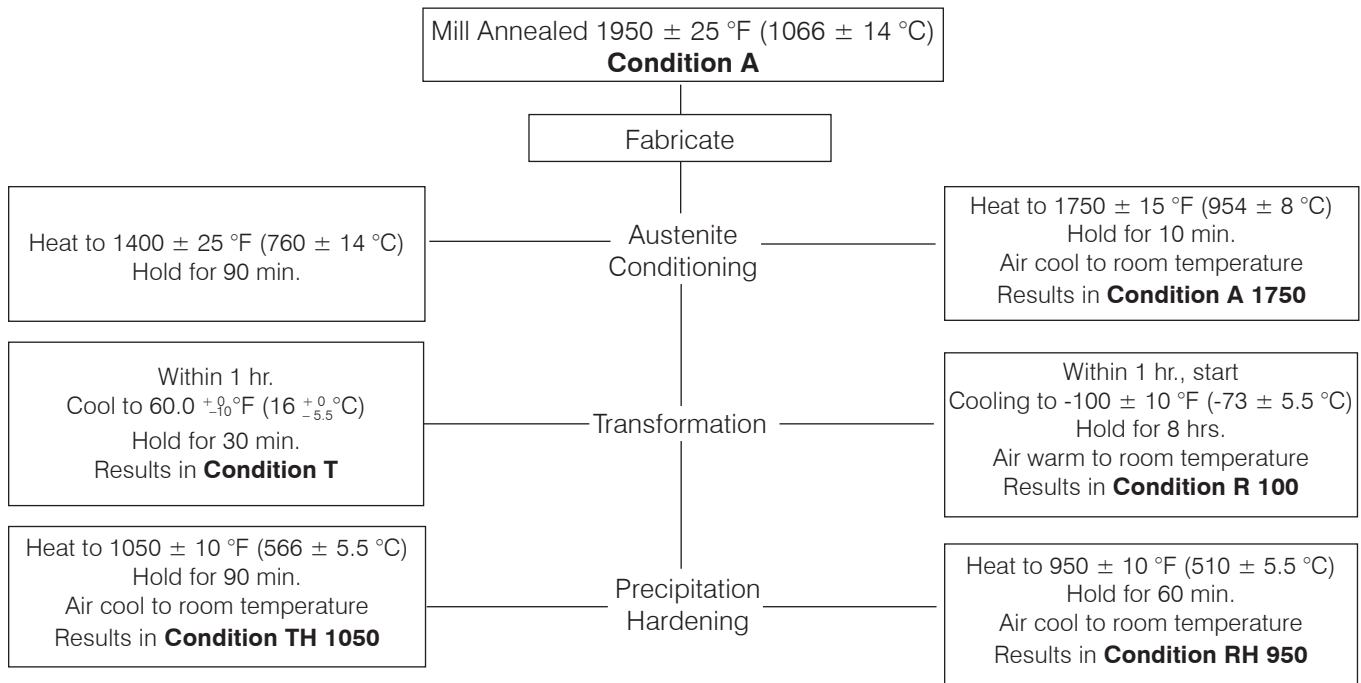 Mill Annealed 1950 ± 25 °F (1066 ± 14 °C)
Condition A
Fabricate
Heat to 1400 ± 25 °F (760 ± 14 °C)
Hold for 90 min.
Austenite
Conditioning
Heat to 1750 ± 15 °F (954 ± 8 °C)
Hold for 10 min.
Air cool to room temperature
Results in Condition A 1750
Within 1 hr.
Cool to 60.0 +0 −10 °F (16 +0 −5.5 °C)
Hold for 30 min.
Results in Condition T
Transformation
Within 1 hr., start
Cooling to -100 ± 10 °F (-73 ± 5.5 °C)
Hold for 8 hrs.
Air warm to room temperature
Results in Condition R 100
Heat to 1050 ± 10 °F (566 ± 5.5 °C)
Hold for 90 min.
Air cool to room temperature
Results in Condition TH 1050
Precipitation
Hardening
Heat to 950 ± 10 °F (510 ± 5.5 °C)
Hold for 60 min.
Air cool to room temperature
Results in Condition RH 950